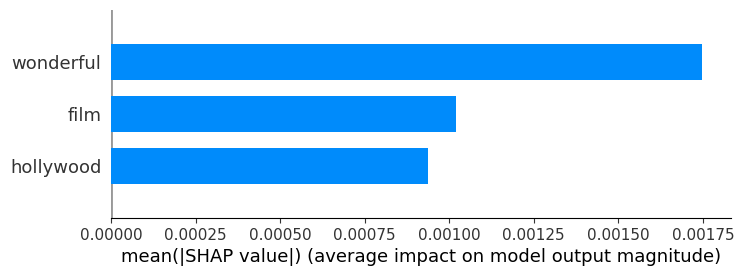 wonderful
film
hollywood
0.00000 0.00025 0.00050 0.00075 0.00100 0.00125 0.00150 0.00175
mean(|SHAP value|) (average impact on model output magnitude)